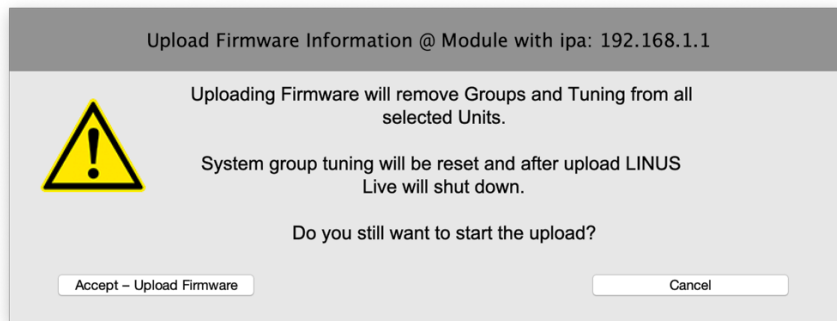 Upload Firmware Information @ Module with ipa: 192.168.1.1
Uploading Firmware will remove Groups and Tuning from all
selected Units.
System group tuning will be reset and after upload LINUS
Live will shut down.
Do you still want to start the upload?
Accept – Upload Firmware
Cancel